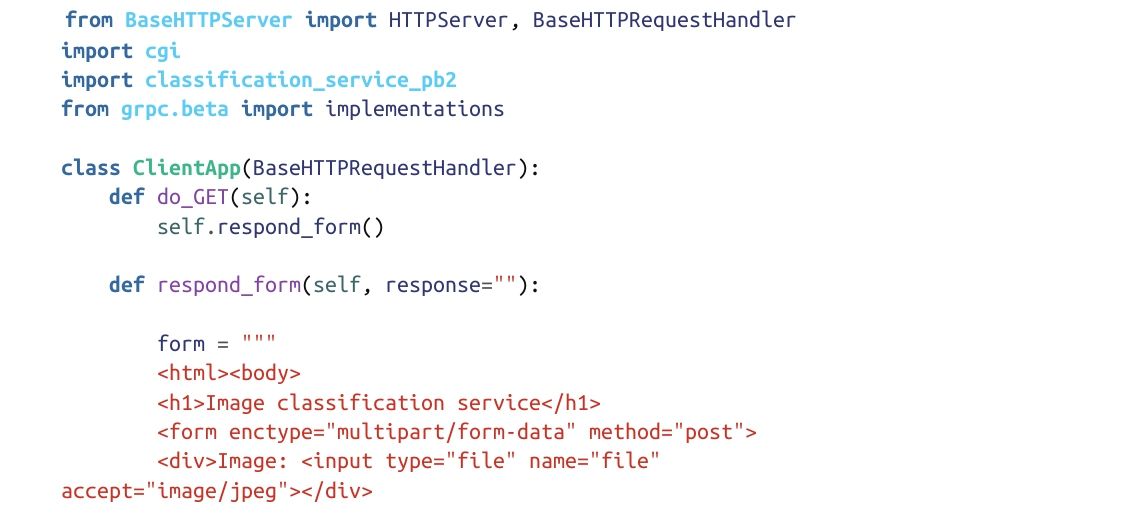 from BaseHTTPServer import HTTPServer, BaseHTTPRequestHandler
import cgi
import classification_service_pb2
from grpc.beta import implementations

class ClientApp(BaseHTTPRequestHandler):
    def do_GET(self):
        self.respond_form()

    def respond_form(self, response=""):

        form = """
        <html><body>
        <h1>Image classification service</h1>
        <form enctype="multipart/form-data" method="post">
        <div>Image: <input type="file" name="file"
accept="image/jpeg"></div>